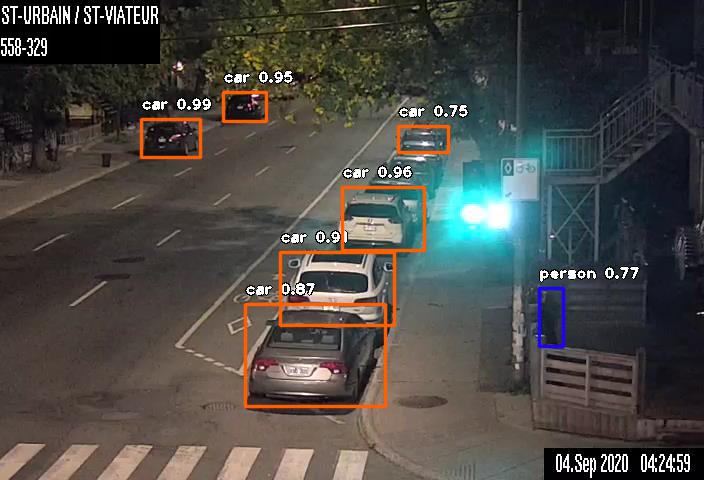 ST-URBAIN / ST-VIATEUR
558-329
car 0.95
car 0.99
car 0.75
car 0.96
car 0.91
person 0.77
car 0.87
04.Sep 2020 04:24:59